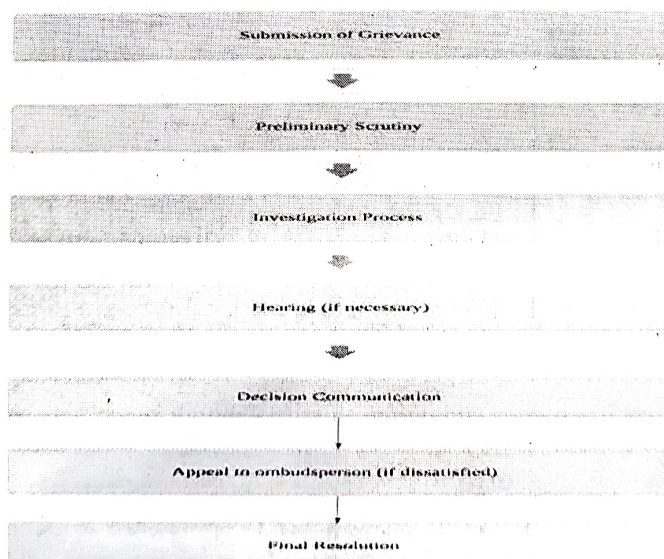 Submission of Grievance
Preliminary Scrutiny
Investigation Process
Hearing (if necessary)
Decision Communication
Appeal to ombudsperson (if dissatisfied)
Final Resolution